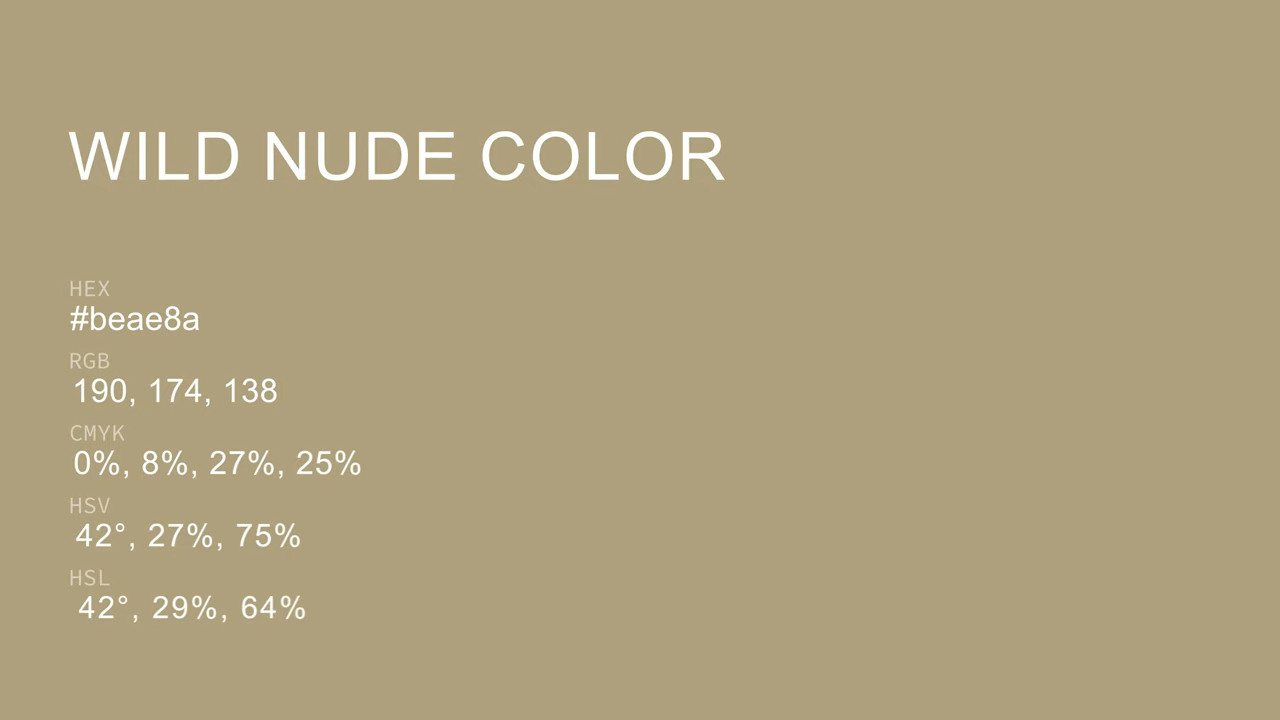 WILD NUDE COLOR
HEX
#beae8a
RGB
190, 174, 138
CMYK
0%, 8%, 27%, 25%
HSV
42°, 27%, 75%
HSL
42°, 29%, 64%